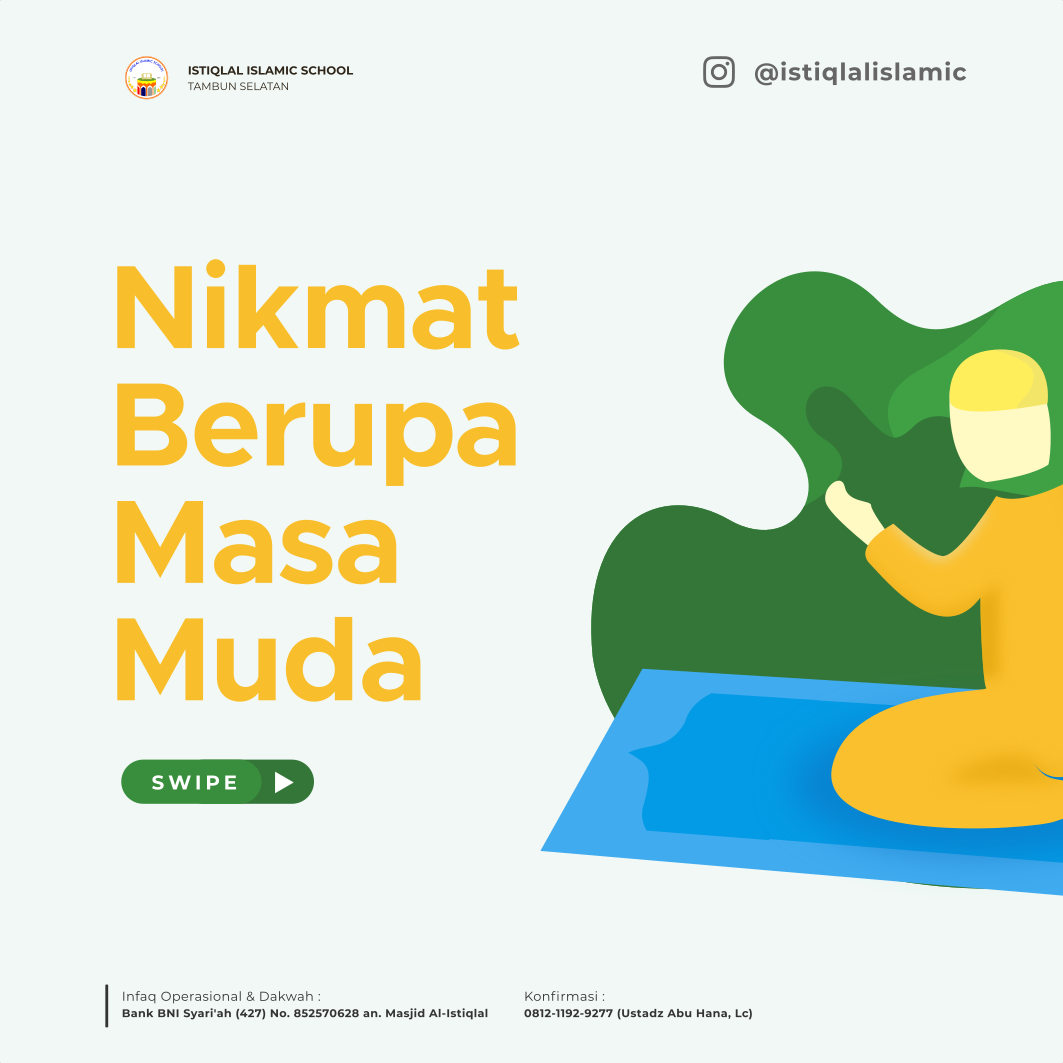 ISTIQLAL ISLAMIC SCHOOL
TAMBUN SELATAN
@istiqlalislamic
Nikmat
Berupa
Masa
Muda
SWIPE
Infaq Operasional & Dakwah :
Bank BNI Syari'ah (427) No. 852570628 an. Masjid Al-Istiqlal
Konfirmasi :
0812-1192-9277 (Ustadz Abu Hana, Lc)